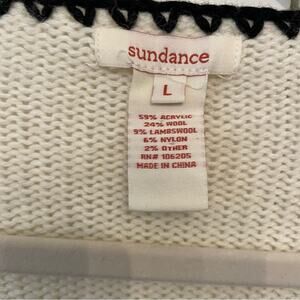 sundance
L
59% ACRYLIC
24% WOOL
9% LAMBSWOOL
6% NYLON
2% OTHER
RN# 106205
MADE IN CHINA